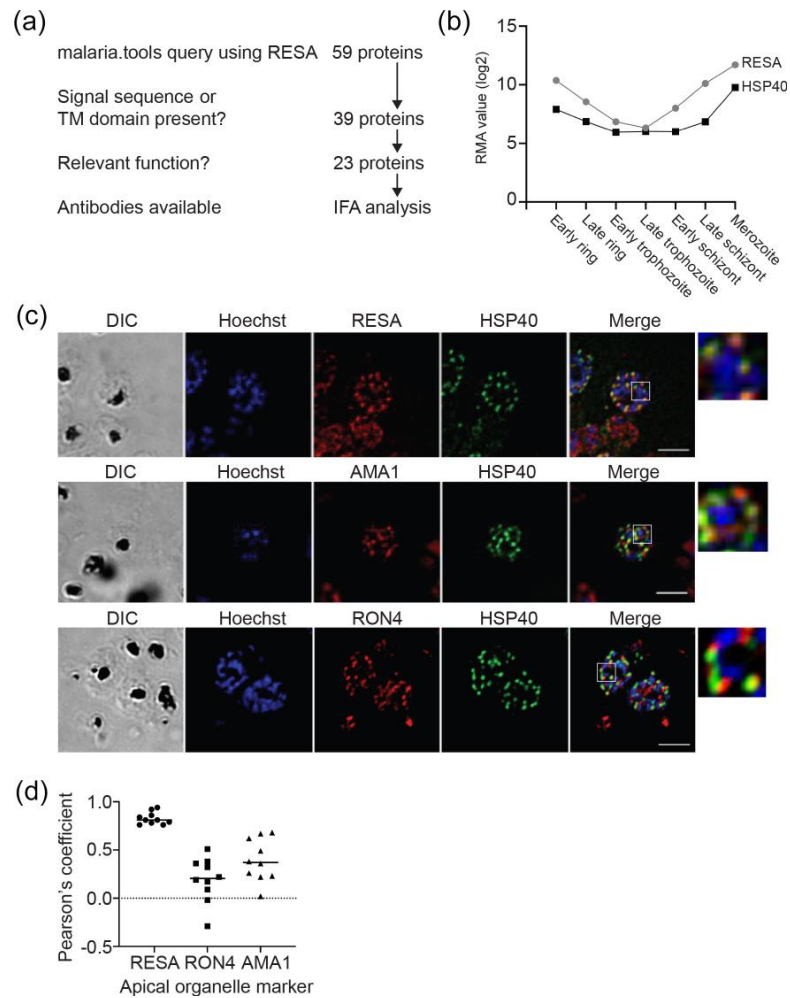 (a)
malaria.tools query using RESA 59 proteins
Signal sequence or
TM domain present? 39 proteins
Relevant function? 23 proteins
Antibodies available IFA analysis
(b)
RMA value (log2)
15
10
5
0
RESA
HSP40
Early ring
Late ring
Early trophozoite
Late trophozoite
Early schizont
Late schizont
Merozoite
(c)
DIC Hoechst RESA HSP40 Merge
DIC Hoechst AMA1 HSP40 Merge
DIC Hoechst RON4 HSP40 Merge
(d)
Pearson's coefficient
1.0
0.5
0.0
-0.5
RESA RON4 AMA1
Apical organelle marker